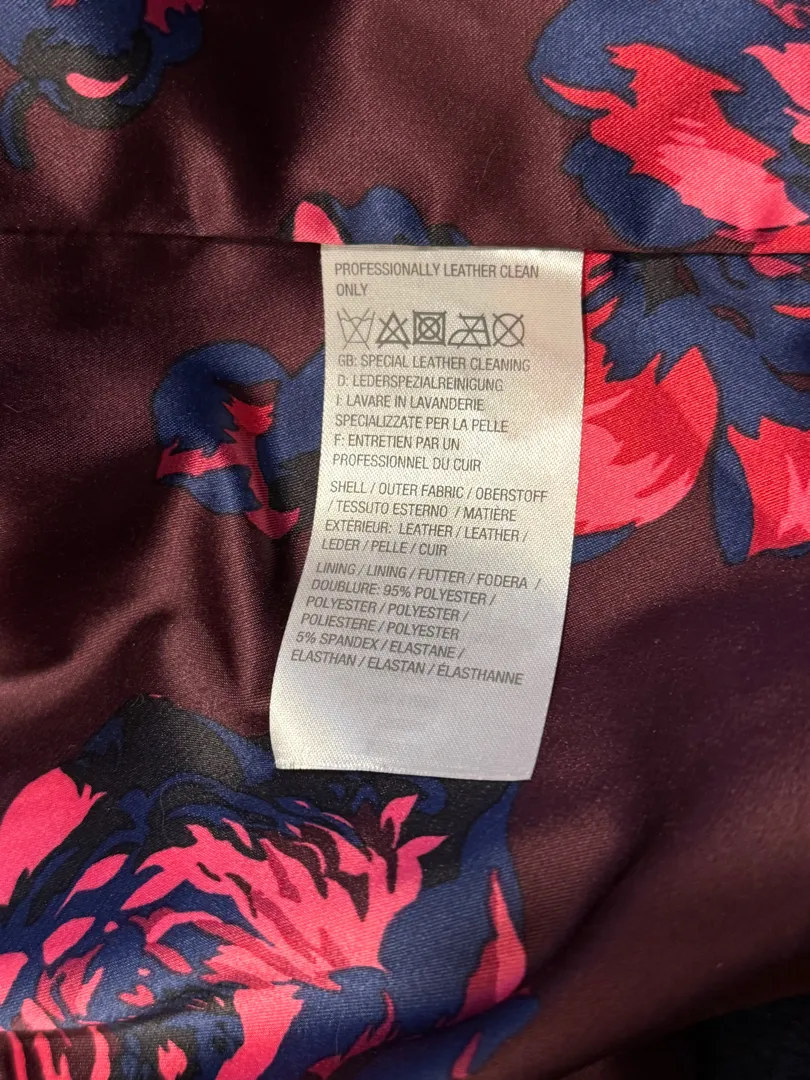 PROFESSIONALLY LEATHER CLEAN
ONLY
GB: SPECIAL LEATHER CLEANING
D: LEDERSPEZIALREINIGUNG
I: LAVARE IN LAVANDERIE
SPECIALIZZATE PER LA PELLE
F: ENTRETIEN PAR UN
PROFESSIONNEL DU CUIR
SHELL / OUTER FABRIC / OBERSTOFF
/ TESSUTO ESTERNO / MATIÈRE
EXTÉRIEUR: LEATHER / LEATHER /
LEDER / PELLE / CUIR
LINING / LINING / FUTTER / FODERA /
DOUBLURE: 95% POLYESTER /
POLYESTER / POLYESTER /
POLIESTERE / POLYESTER
5% SPANDEX / ELASTANE /
ELASTHAN / ELASTAN / ÉLASTHANNE